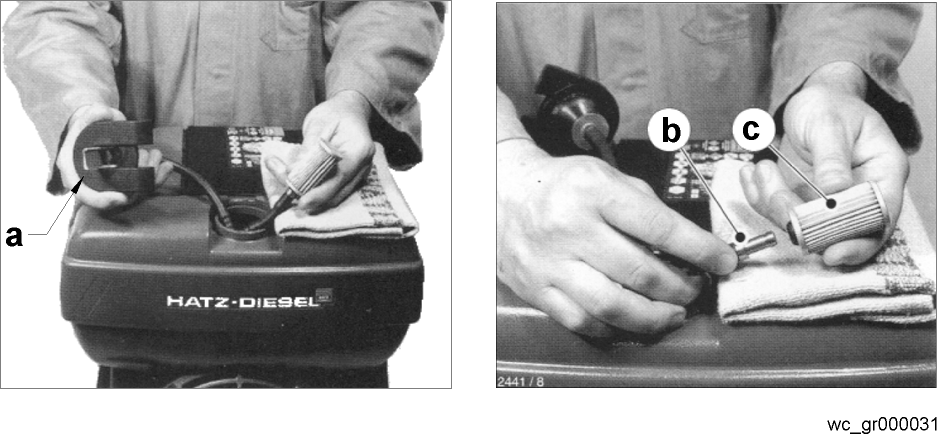 a
HATZ-DIESEL
b
c
2441 / 8
wc_gr000031